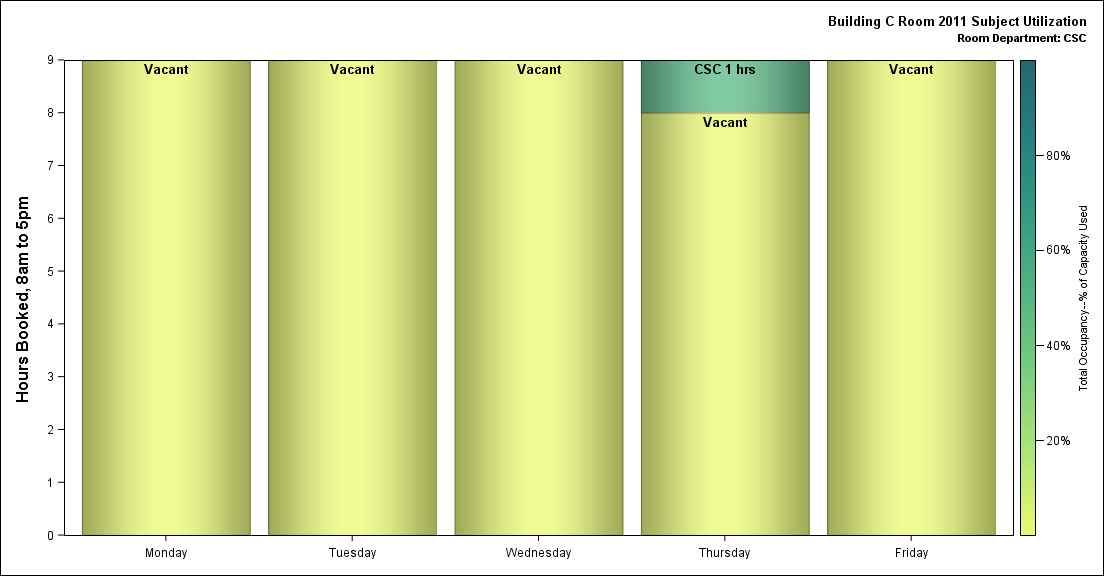 Building C Room 2011 Subject Utilization
Room Department: CSC
Hours Booked, 8am to 5pm
9
8
7
6
5
4
3
2
1
0
Vacant
Vacant
Vacant
CSC 1 hrs
Vacant
Vacant
Monday
Tuesday
Wednesday
Thursday
Friday
80%
60%
40%
20%
Total Occupancy--% of Capacity Used